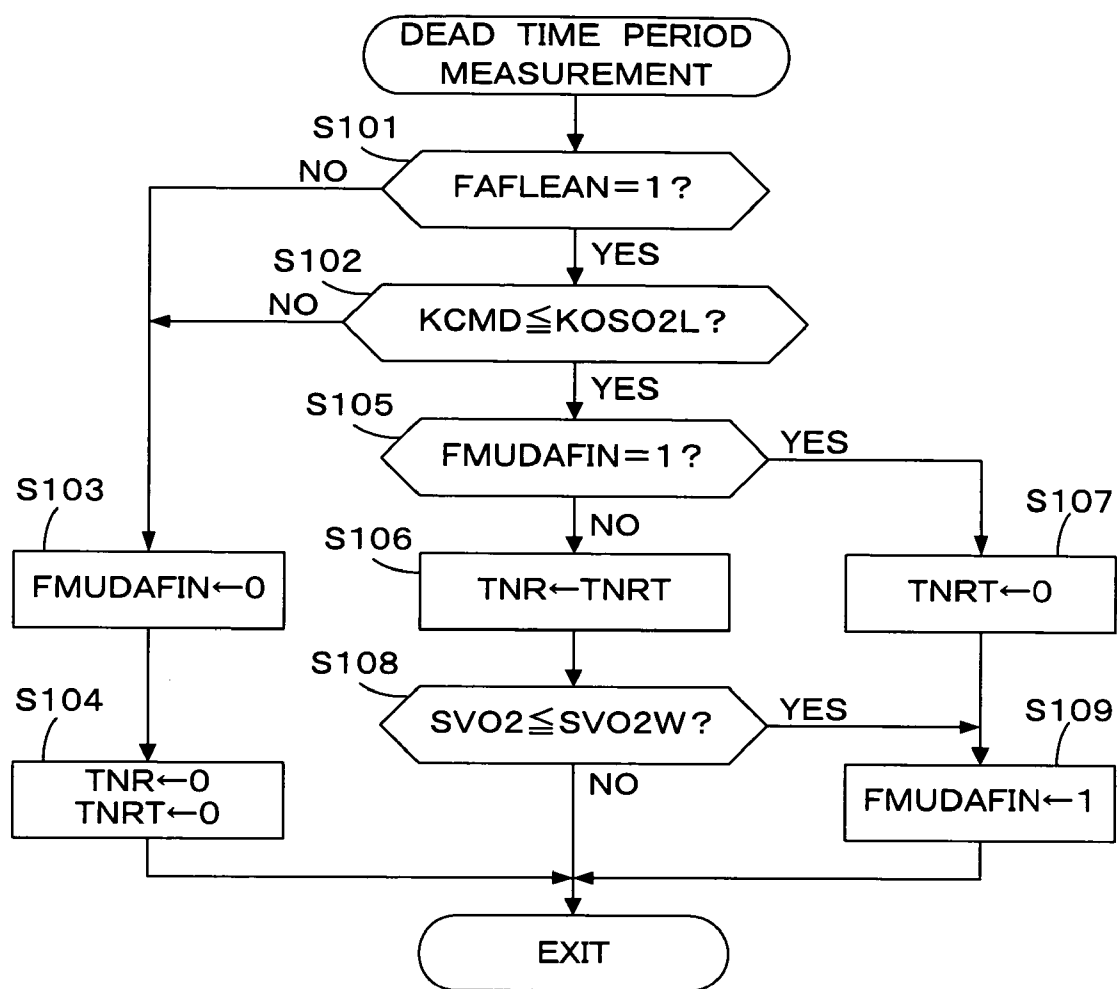 DEAD TIME PERIOD
MEASUREMENT
S101
NO
FAFLEAN=1?
YES
S102
NO
KCMD≦KOSO2L?
YES
S105
FMUDAFIN=1?
YES
NO
S103
FMUDAFIN←0
S106
TNR←TNRT
S107
TNRT←0
S108
SVO2≦SVO2W?
YES
NO
S104
TNR←0
TNRT←0
S109
FMUDAFIN←1
EXIT